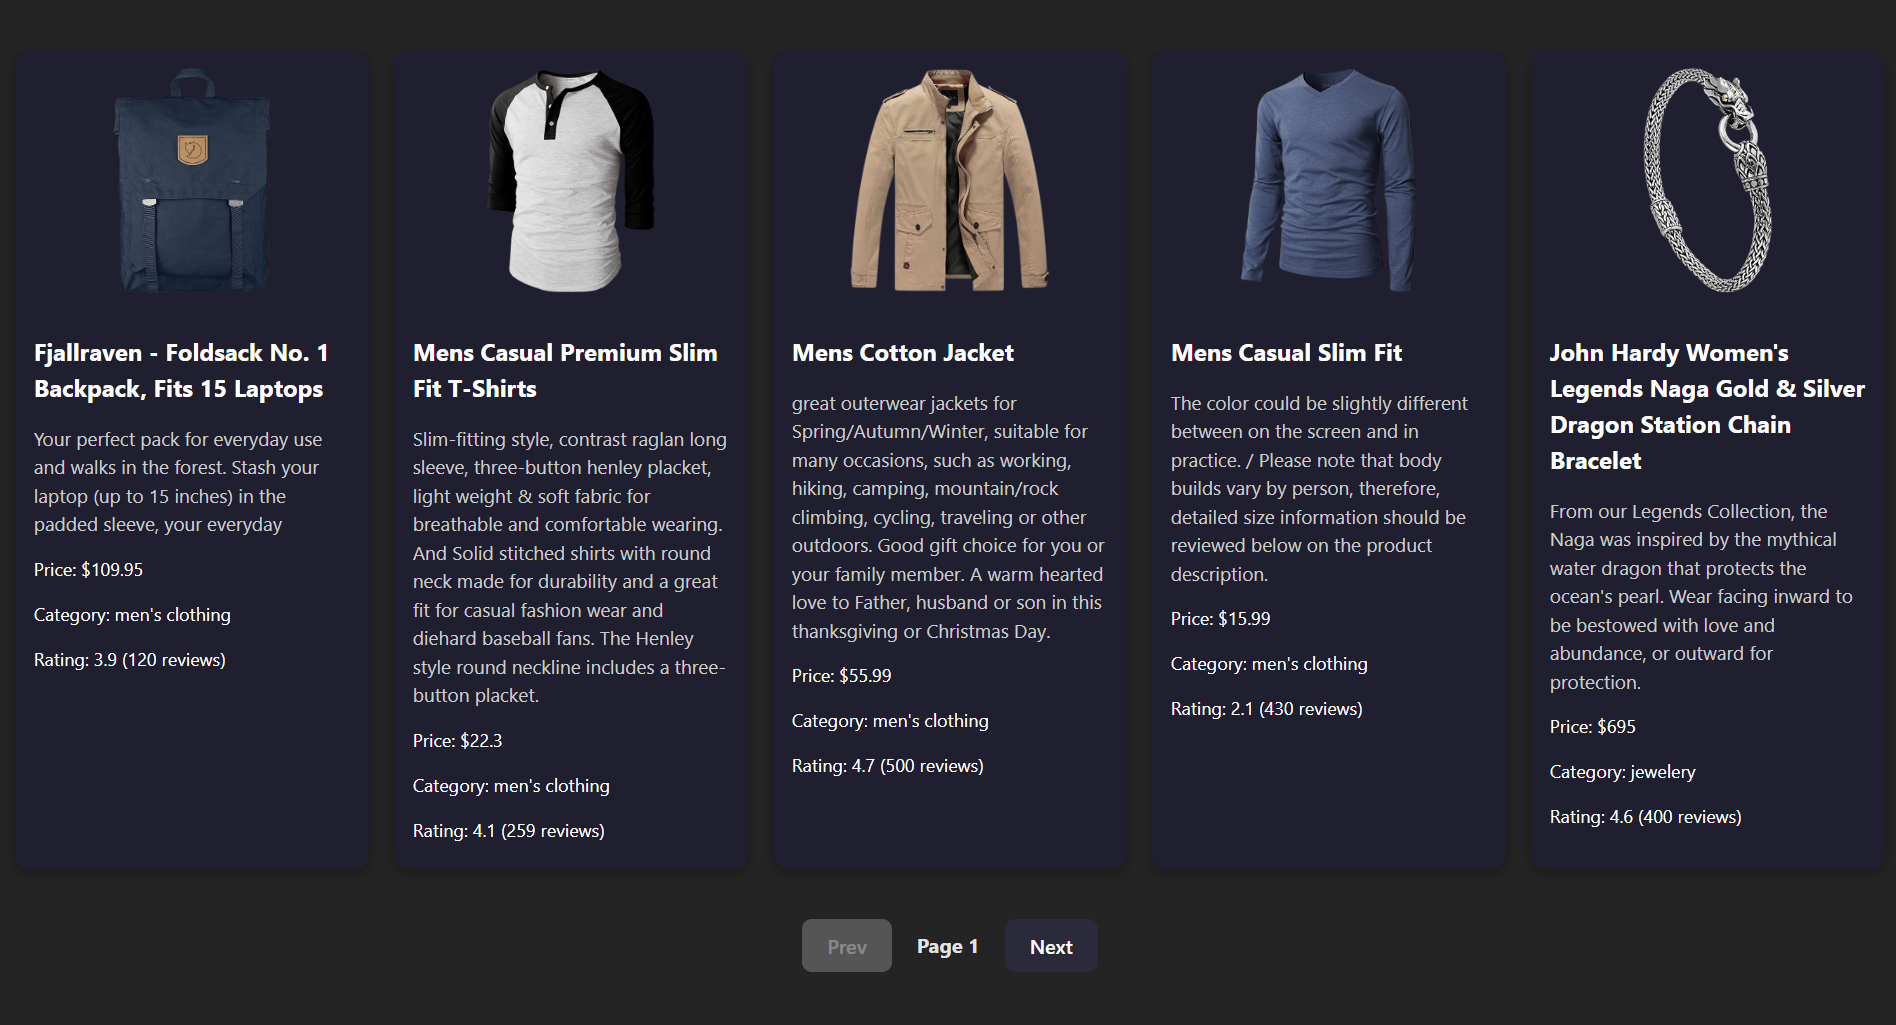 Fjallraven - Foldsack No. 1
Backpack, Fits 15 Laptops
Your perfect pack for everyday use
and walks in the forest. Stash your
laptop (up to 15 inches) in the
padded sleeve, your everyday
Price: $109.95
Category: men's clothing
Rating: 3.9 (120 reviews)
Mens Casual Premium Slim
Fit T-Shirts
Slim-fitting style, contrast raglan long
sleeve, three-button henley placket,
light weight & soft fabric for
breathable and comfortable wearing.
And Solid stitched shirts with round
neck made for durability and a great
fit for casual fashion wear and
diehard baseball fans. The Henley
style round neckline includes a three-
button placket.
Price: $22.3
Category: men's clothing
Rating: 4.1 (259 reviews)
Mens Cotton Jacket
great outerwear jackets for
Spring/Autumn/Winter, suitable for
many occasions, such as working,
hiking, camping, mountain/rock
climbing, cycling, traveling or other
outdoors. Good gift choice for you or
your family member. A warm hearted
love to Father, husband or son in this
thanksgiving or Christmas Day.
Price: $55.99
Category: men's clothing
Rating: 4.7 (500 reviews)
Mens Casual Slim Fit
The color could be slightly different
between on the screen and in
practice. / Please note that body
builds vary by person, therefore,
detailed size information should be
reviewed below on the product
description.
Price: $15.99
Category: men's clothing
Rating: 2.1 (430 reviews)
John Hardy Women's
Legends Naga Gold & Silver
Dragon Station Chain
Bracelet
From our Legends Collection, the
Naga was inspired by the mythical
water dragon that protects the
ocean's pearl. Wear facing inward to
be bestowed with love and
abundance, or outward for
protection.
Price: $695
Category: jewelery
Rating: 4.6 (400 reviews)
Prev
Page 1
Next